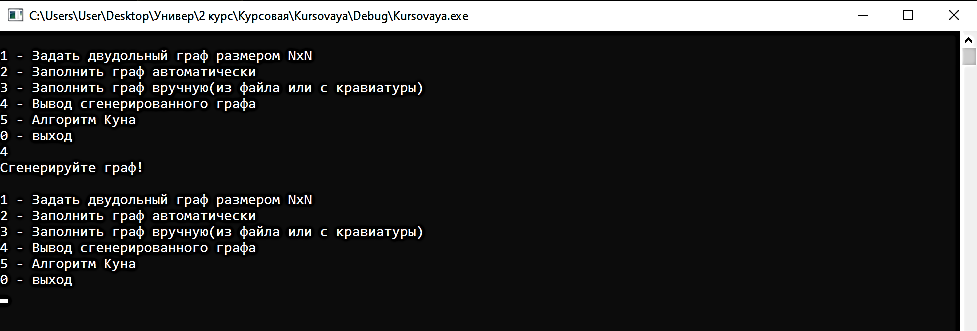 C:\Users\User\Desktop\Универ\2 курс\Курсовая\Kursovaya\Debug\Kursovaya.exe
1 - Задать двудольный граф размером NxN
2 - Заполнить граф автоматически
3 - Заполнить граф вручную(из файла или с кравиатуры)
4 - Вывод сгенерированного графа
5 - Алгоритм Куна
0 - выход
4
Сгенерируйте граф!
1 - Задать двудольный граф размером NxN
2 - Заполнить граф автоматически
3 - Заполнить граф вручную(из файла или с кравиатуры)
4 - Вывод сгенерированного графа
5 - Алгоритм Куна
0 - выход